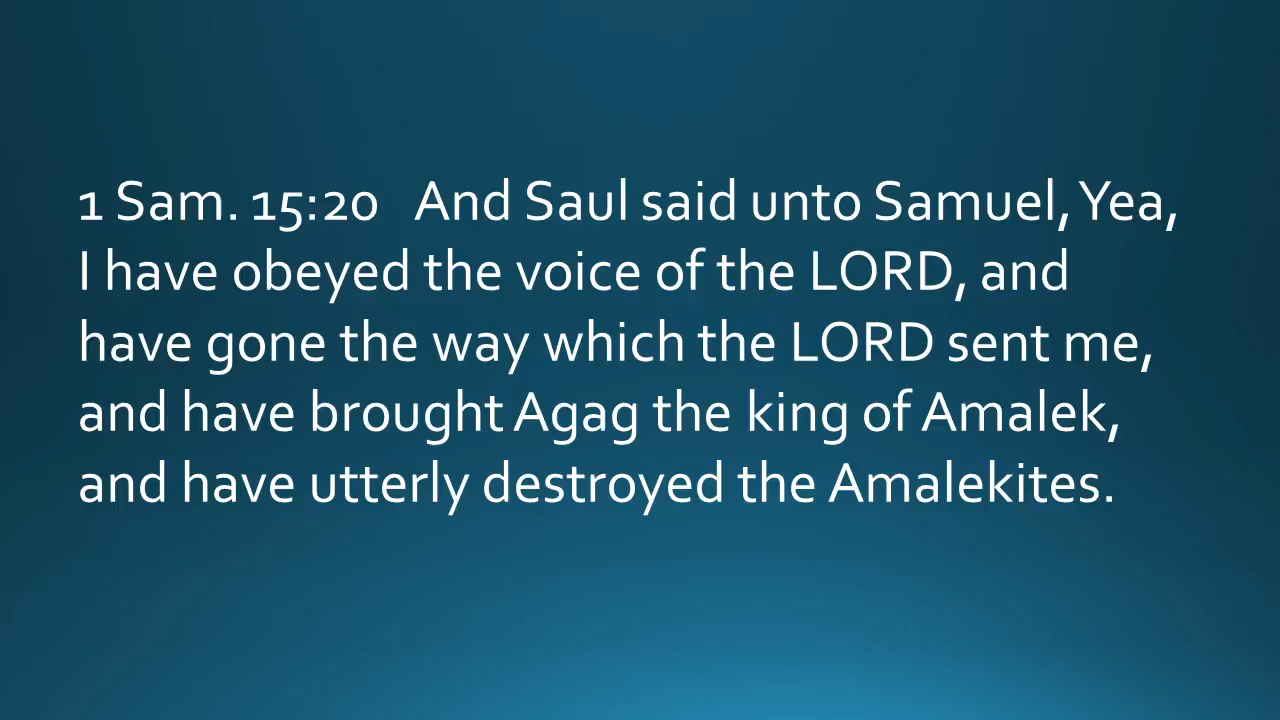 1 Sam. 15:20 And Saul said unto Samuel, Yea,
I have obeyed the voice of the LORD, and
have gone the way which the LORD sent me,
and have brought Agag the king of Amalek,
and have utterly destroyed the Amalekites.